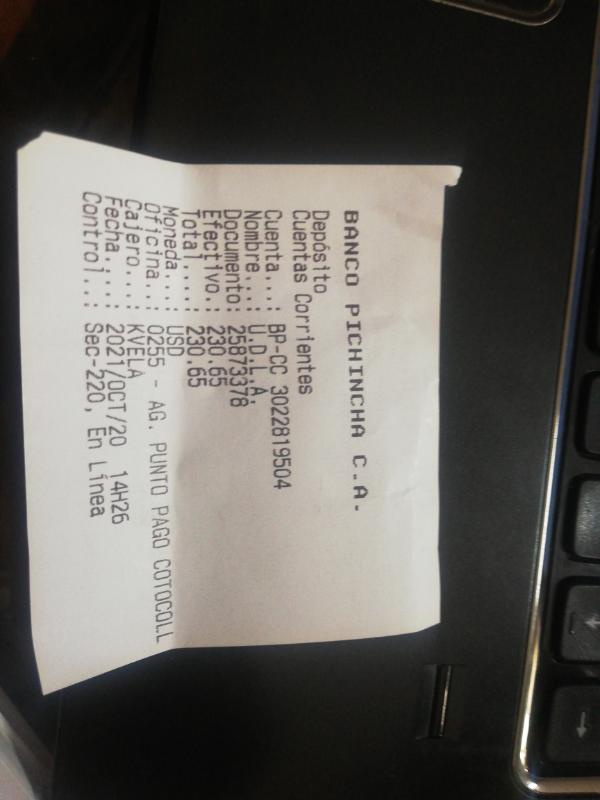 BANCO PICHINCHA C.A.
Depósito
Cuentas Corrientes
Cuenta...: BP-CC 3022819504
Nombre...: U.D.L.A.
Documento: 25873378
Efectivo.: 230.65
Total....: 230.65
Moneda...: USD
Oficina..: 0255 - AG. PUNTO PAGO COTOCOLL
Cajero...: KVELA
Fecha....: 2021/OCT/20 14H26
Control..: Sec-220, En Linea